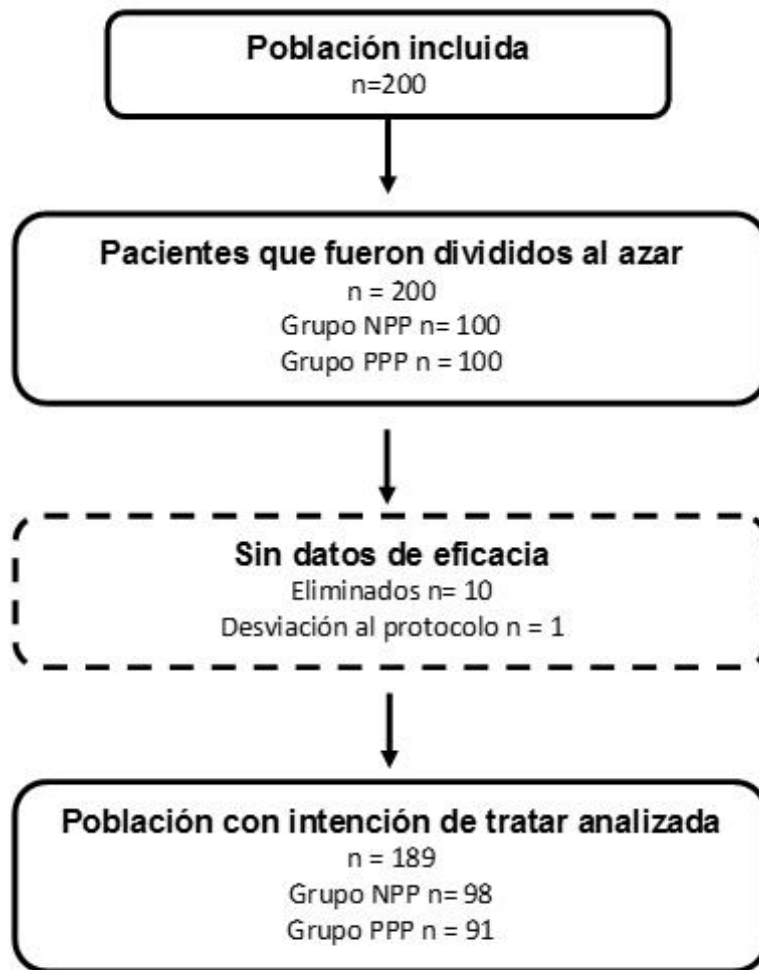 Población incluida
n=200
Pacientes que fueron divididos al azar
n = 200
Grupo NPP n= 100
Grupo PPP n = 100
Sin datos de eficacia
Eliminados n= 10
Desviación al protocolo n = 1
Población con intención de tratar analizada
n = 189
Grupo NPP n= 98
Grupo PPP n = 91